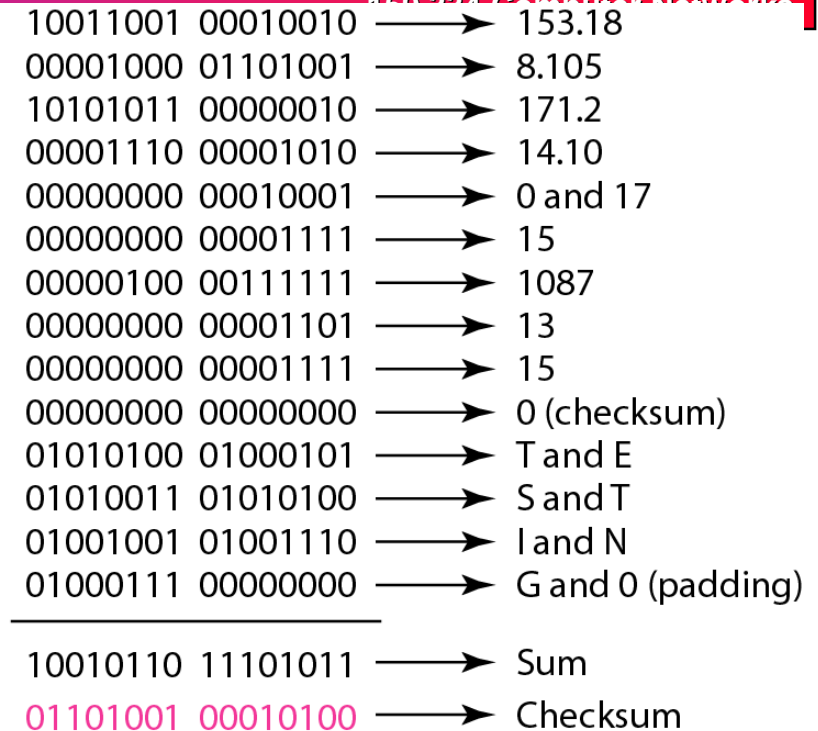 10011001 00010010 → 153.18
00001000 01101001 → 8.105
10101011 00000010 → 171.2
00001110 00001010 → 14.10
00000000 00010001 → 0 and 17
00000000 00001111 → 15
00000100 00111111 → 1087
00000000 00001101 → 13
00000000 00001111 → 15
00000000 00000000 → 0 (checksum)
01010100 01000101 → T and E
01010011 01010100 → S and T
01001001 01001110 → I and N
01000111 00000000 → G and 0 (padding)
10010110 11101011 → Sum
01101001 00010100 → Checksum